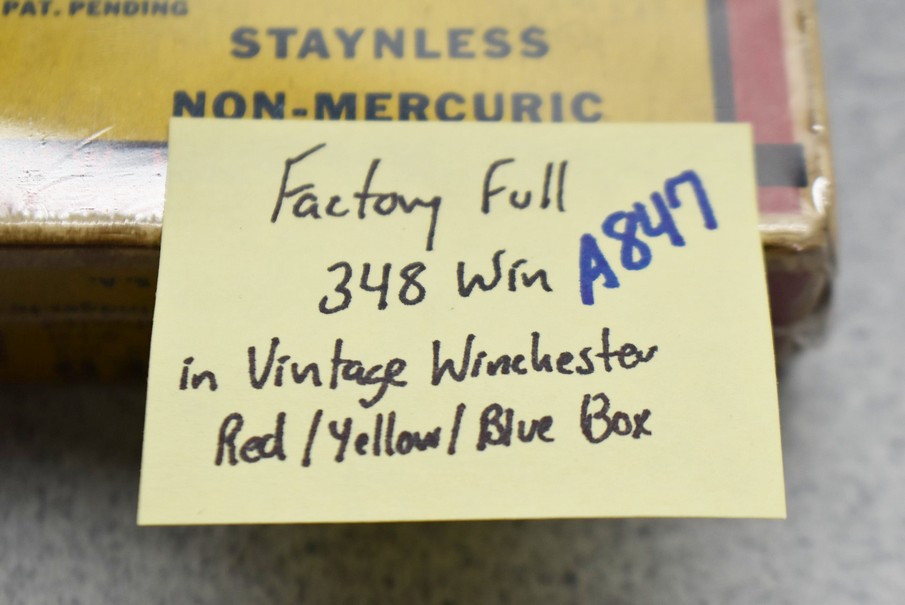 PAT. PENDING
STAYNLESS
NON-MERCURIC
Factory Full
348 Win A847
in Vintage Winchester
Red/Yellow/Blue Box